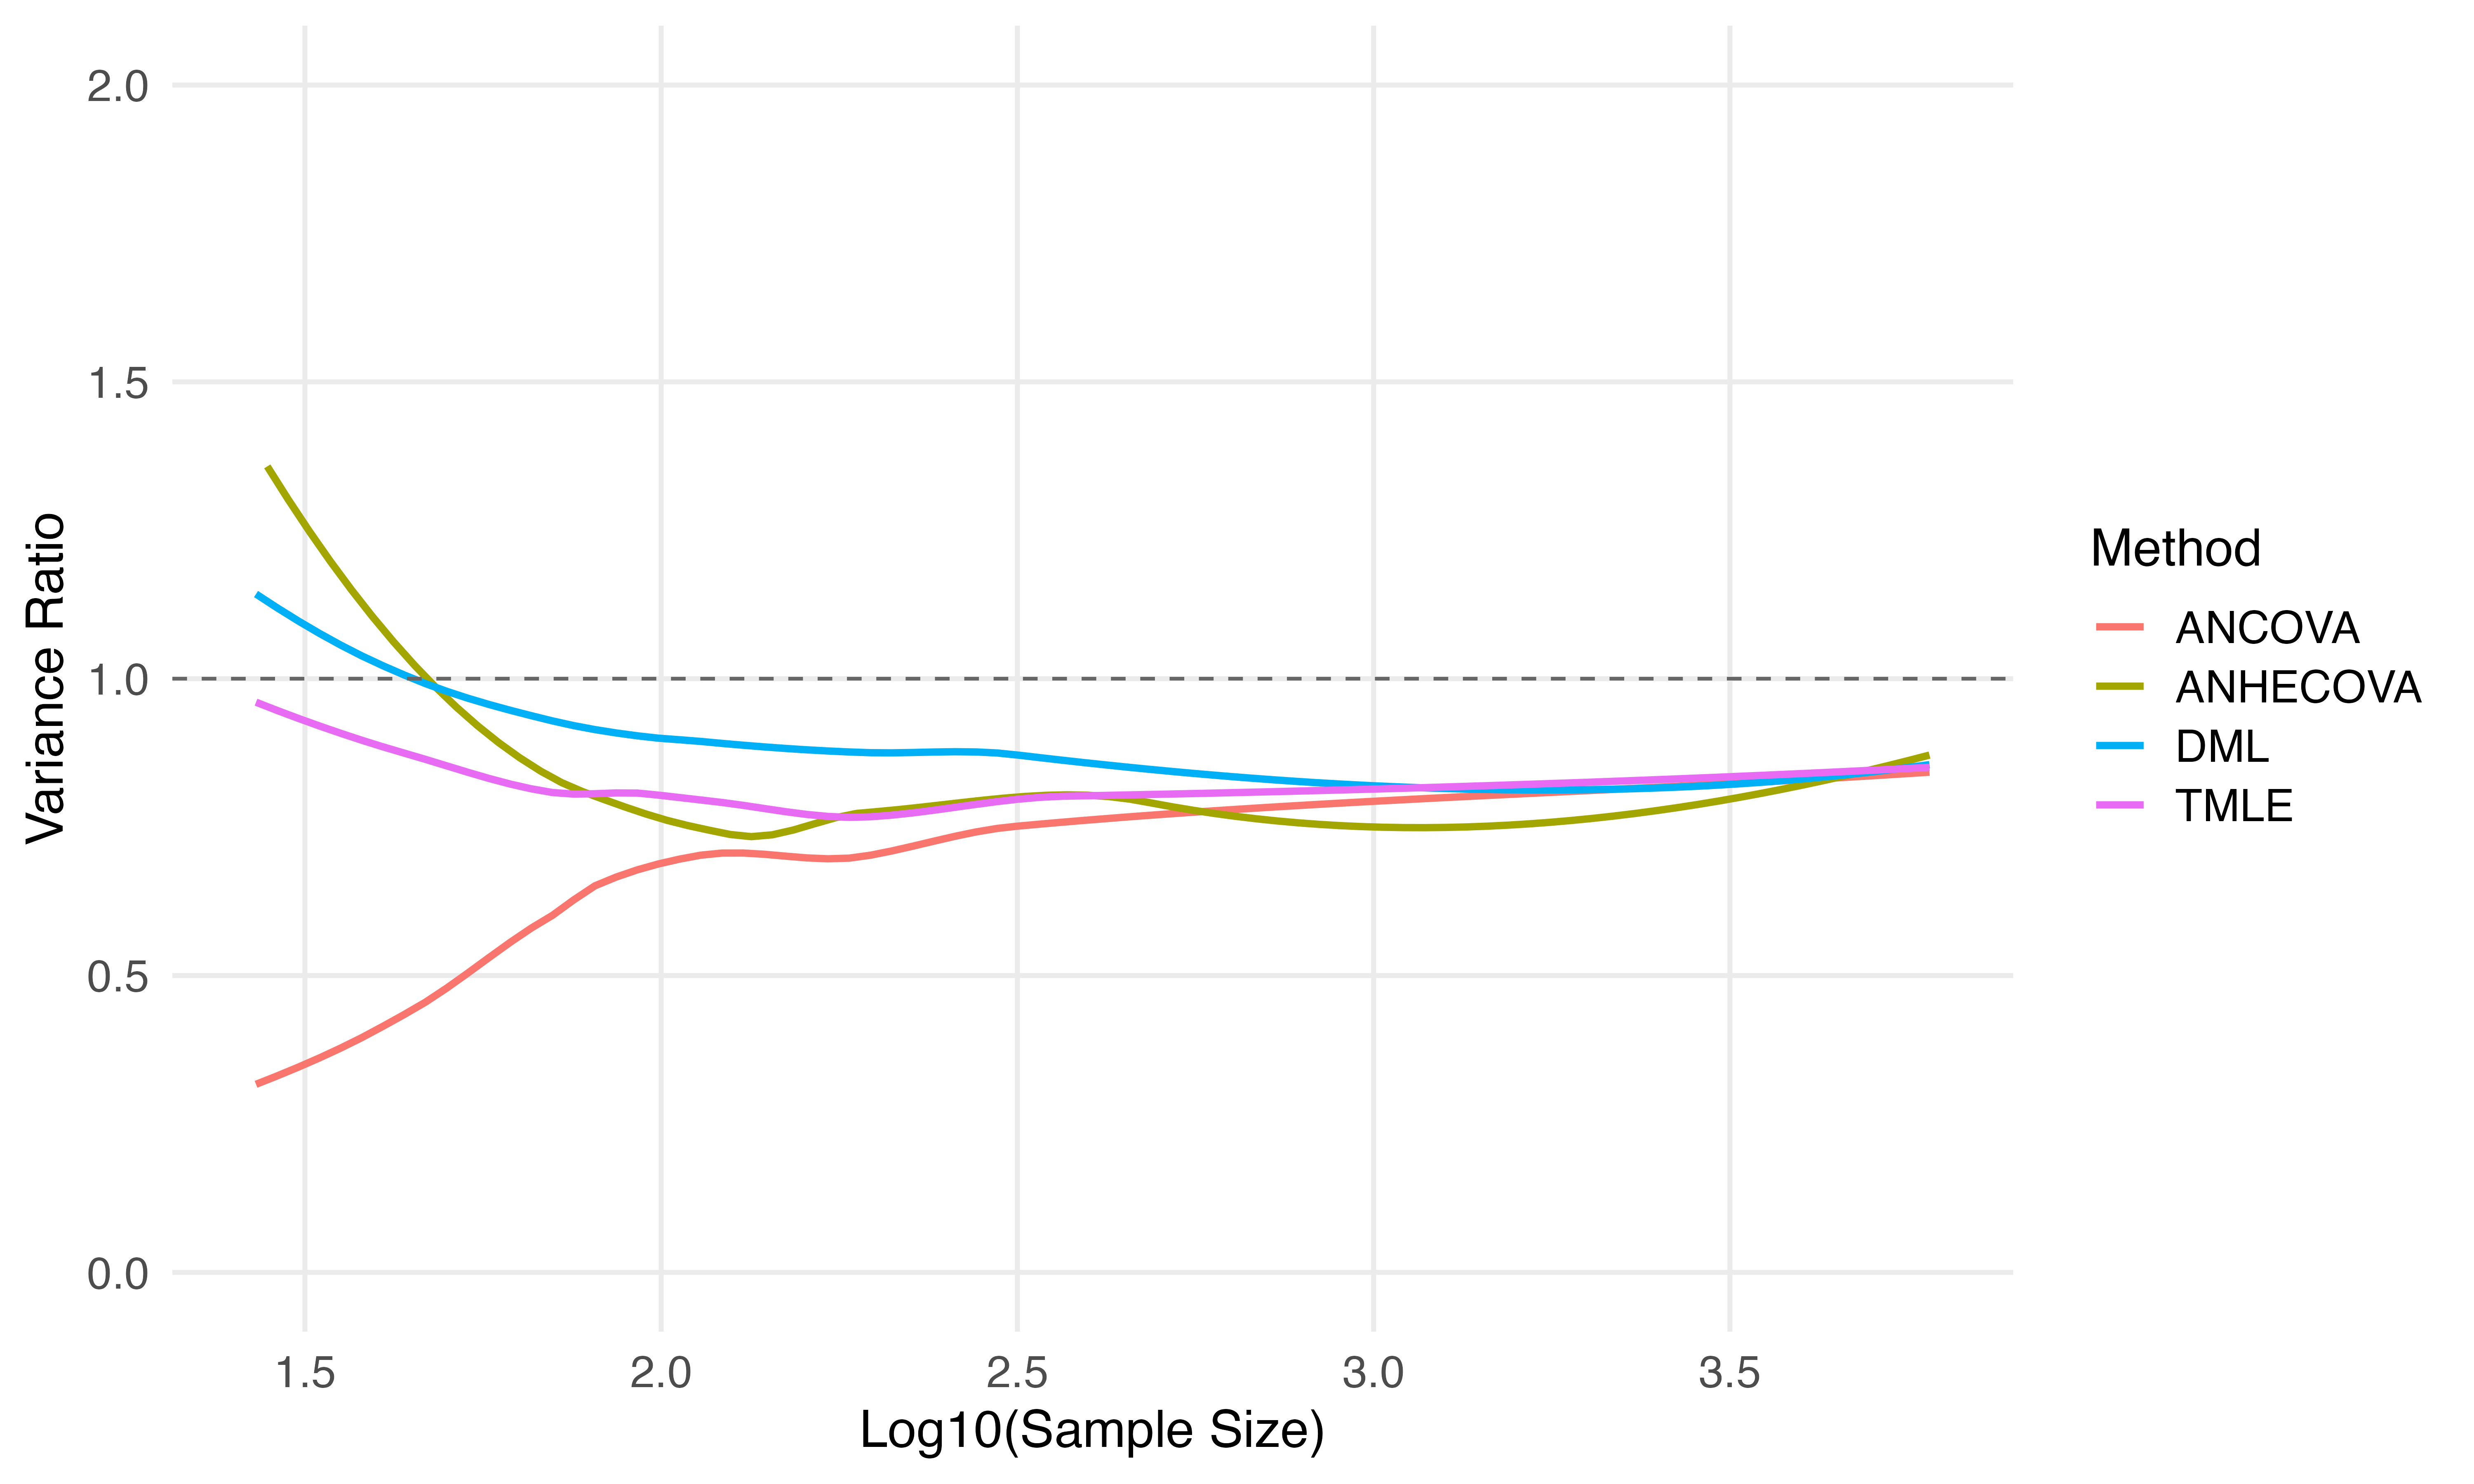 2.0
1.5
1.0
0.5
0.0
Variance Ratio
1.5 2.0 2.5 3.0 3.5
Log10(Sample Size)
Method
ANCOVA
ANHECOVA
DML
TMLE